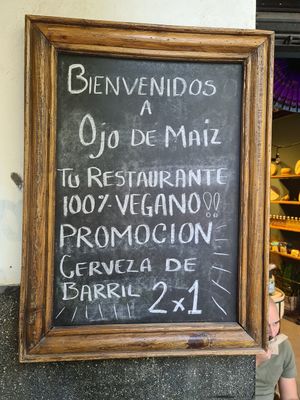 BIENVENIDOS
A
OJO DE MAIZ
TU RESTAURANTE
100% VEGANO!!
PROMOCION
CERVEZA DE
BARRIL 2x1